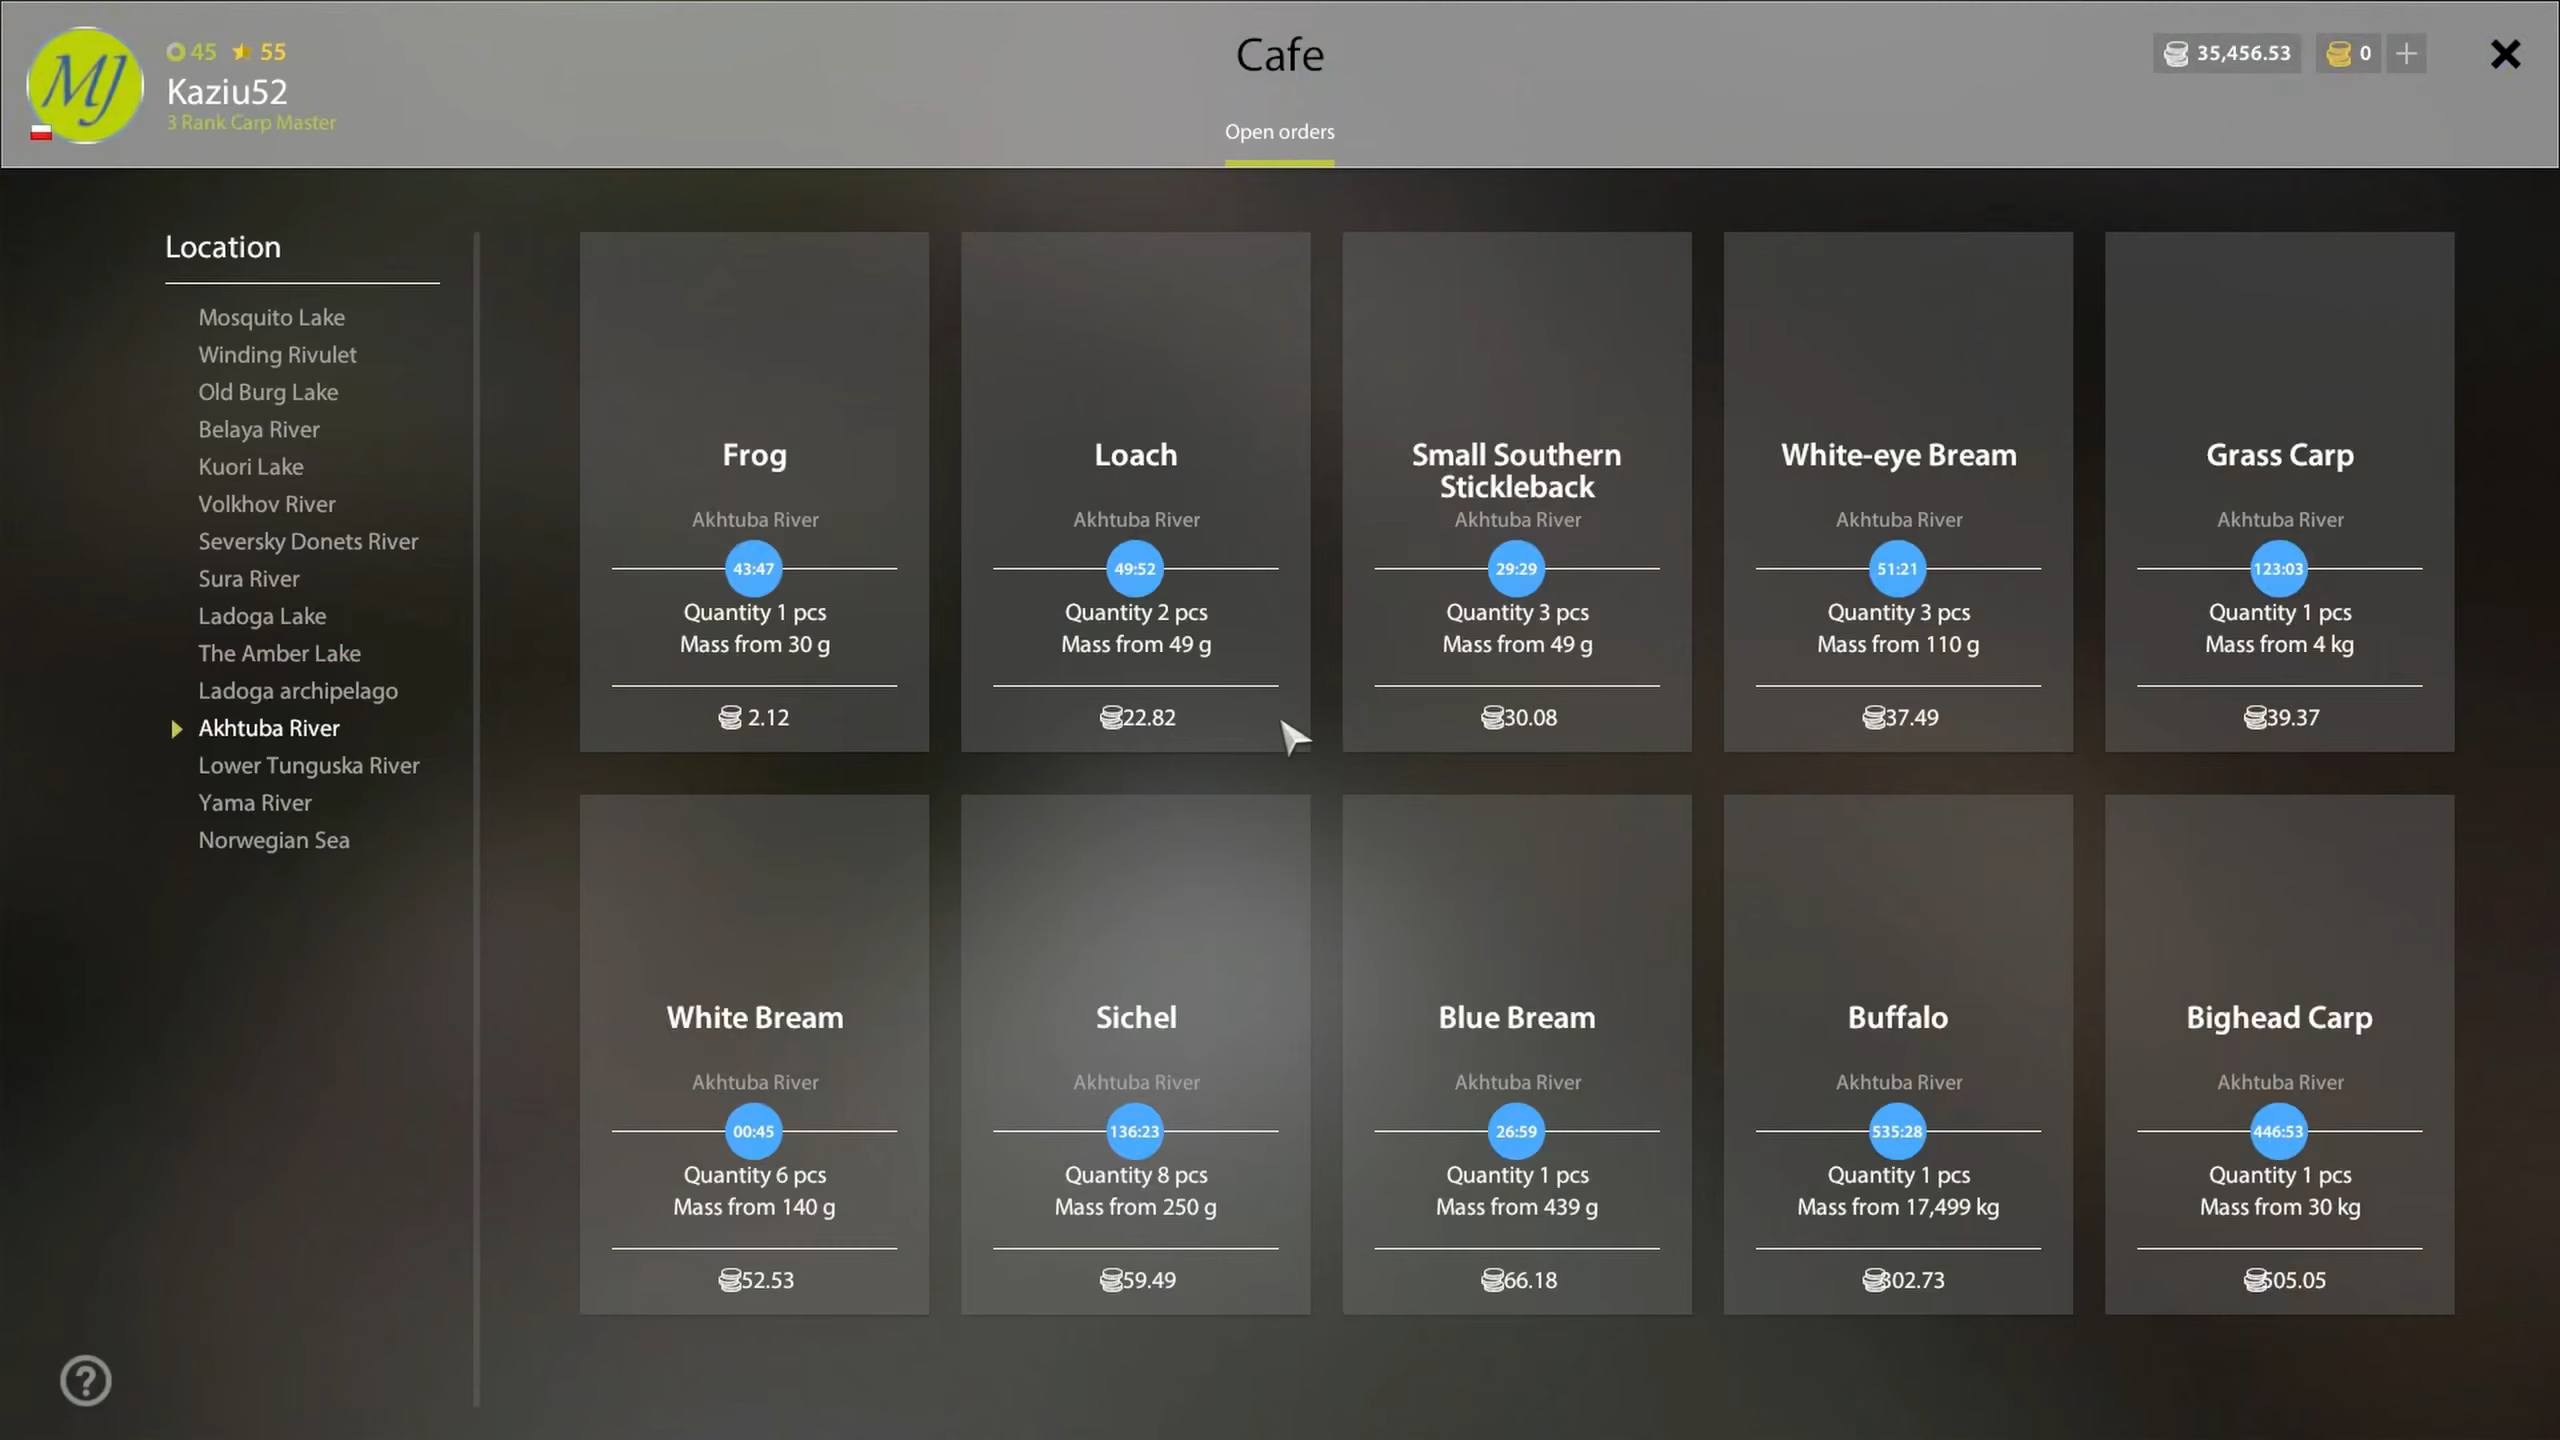 MJ
45 55
Kaziu52
3 Rank Carp Master
Cafe
Open orders
35,456.53
0
Location
Mosquito Lake
Winding Rivulet
Old Burg Lake
Belaya River
Kuori Lake
Volkhov River
Seversky Donets River
Sura River
Ladoga Lake
The Amber Lake
Ladoga archipelago
Akhtuba River
Lower Tunguska River
Yama River
Norwegian Sea
Frog
Akhtuba River
43:47
Quantity 1 pcs
Mass from 30 g
2.12
Loach
Akhtuba River
49:52
Quantity 2 pcs
Mass from 49 g
22.82
Small Southern
Stickleback
Akhtuba River
29:29
Quantity 3 pcs
Mass from 49 g
30.08
White-eye Bream
Akhtuba River
51:21
Quantity 3 pcs
Mass from 110 g
37.49
Grass Carp
Akhtuba River
123:03
Quantity 1 pcs
Mass from 4 kg
39.37
White Bream
Akhtuba River
00:45
Quantity 6 pcs
Mass from 140 g
52.53
Sichel
Akhtuba River
136:23
Quantity 8 pcs
Mass from 250 g
59.49
Blue Bream
Akhtuba River
26:59
Quantity 1 pcs
Mass from 439 g
66.18
Buffalo
Akhtuba River
535:28
Quantity 1 pcs
Mass from 17,499 kg
302.73
Bighead Carp
Akhtuba River
446:53
Quantity 1 pcs
Mass from 30 kg
505.05
?